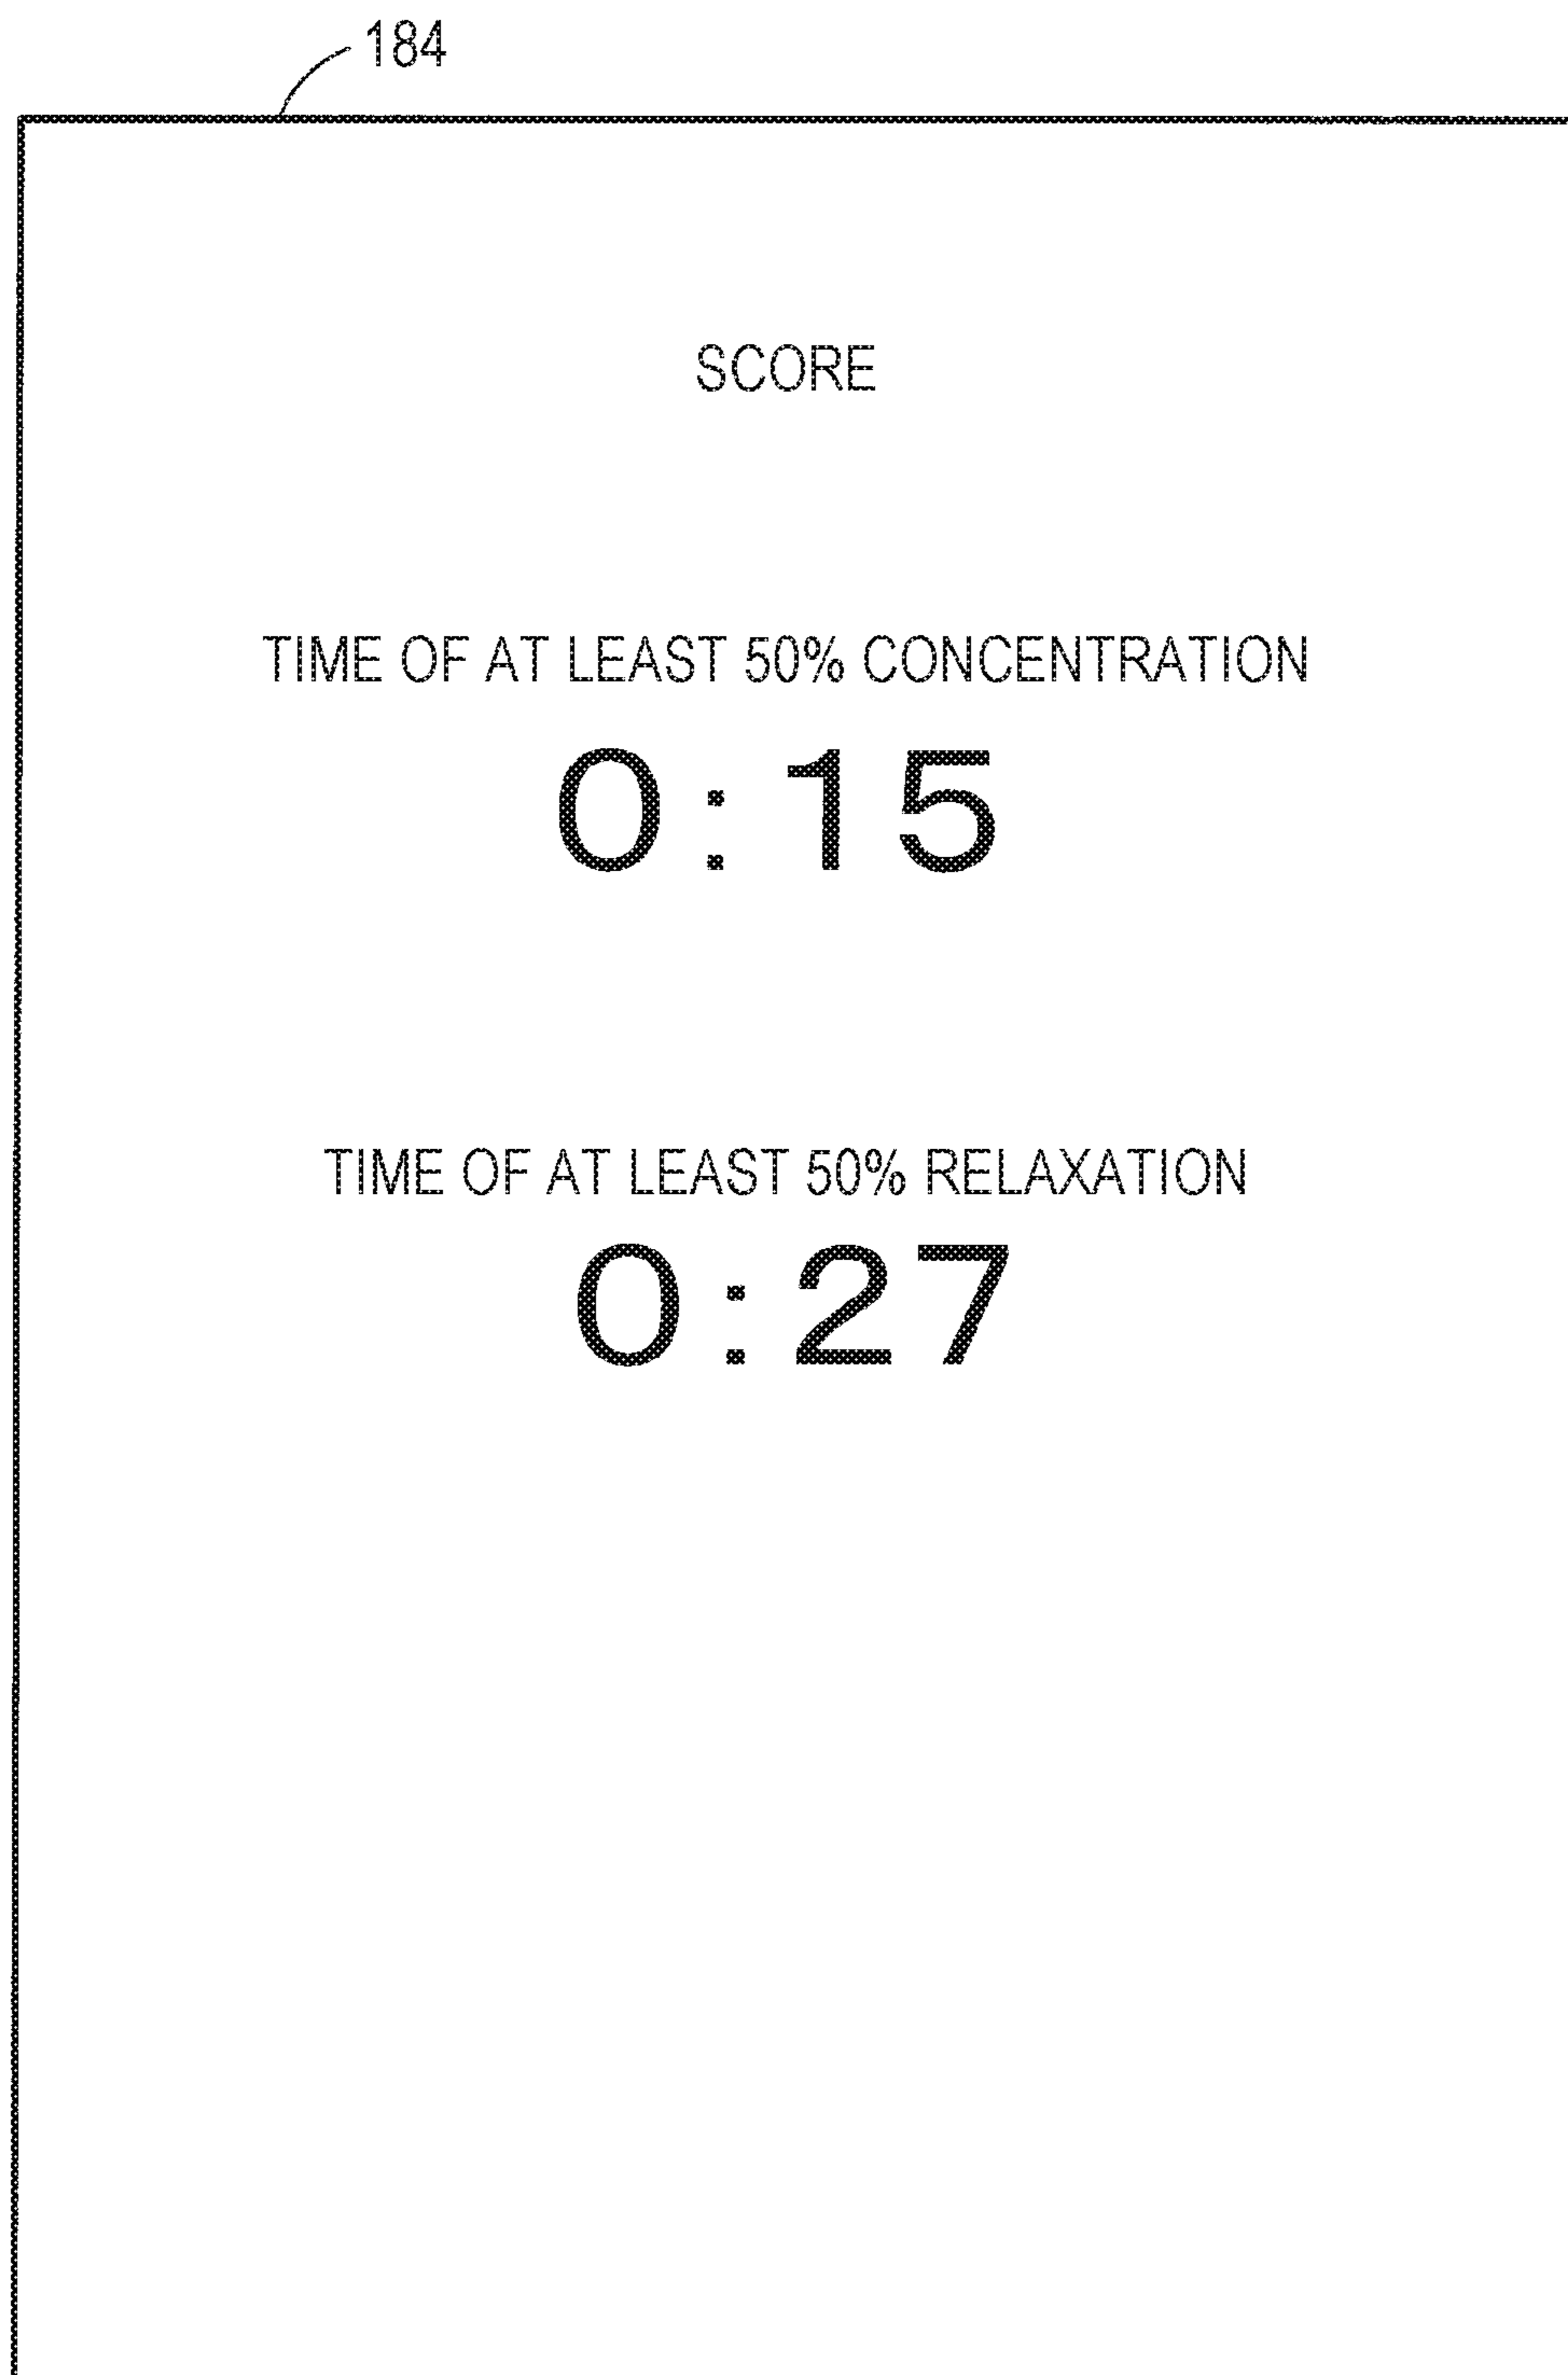 184
SCORE
TIME OF AT LEAST 50% CONCENTRATION
0:15
TIME OF AT LEAST 50% RELAXATION
0:27